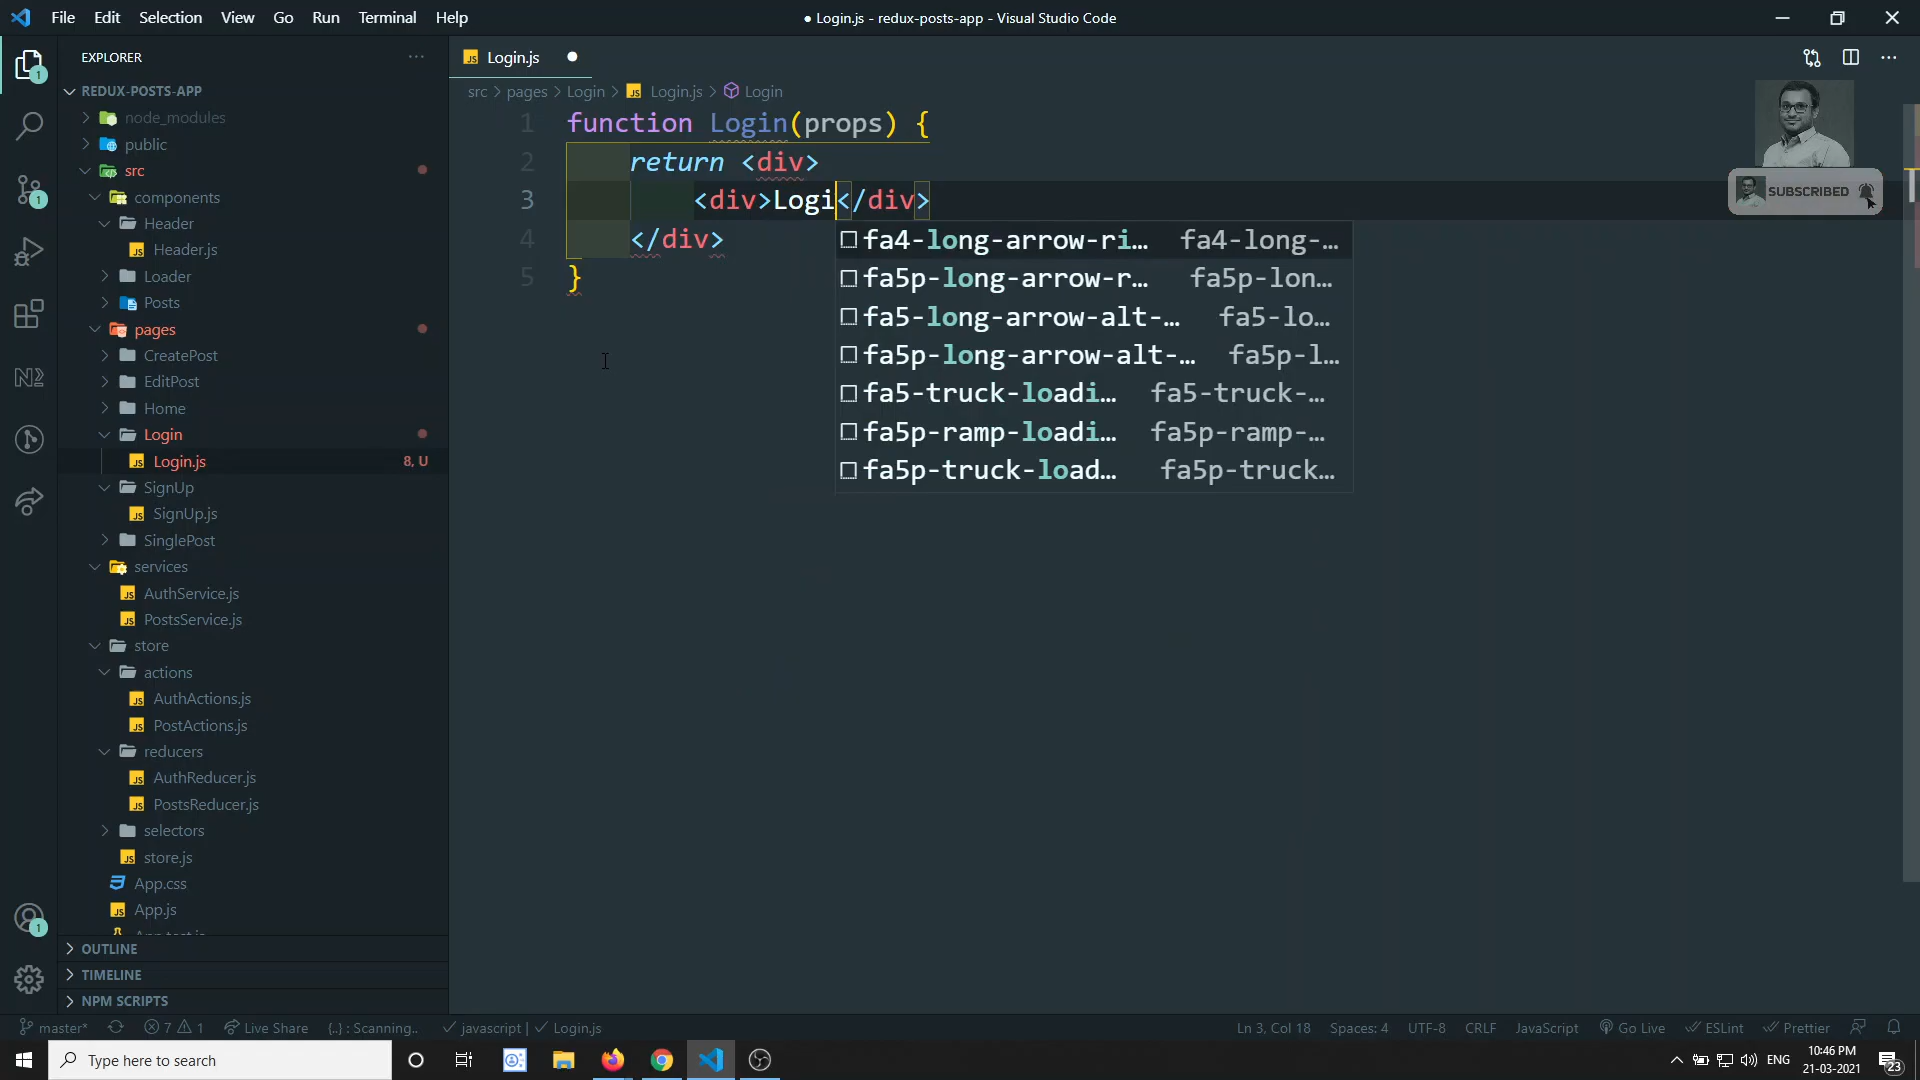 File Edit Selection View Go Run Terminal Help
● Login.js - redux-posts-app - Visual Studio Code
EXPLORER
REDUX-POSTS-APP
node_modules
public
src
components
Header
Header.js
Loader
Posts
pages
CreatePost
EditPost
Home
Login
Login.js 8, U
SignUp
SignUp.js
SinglePost
services
AuthService.js
PostsService.js
store
actions
AuthActions.js
PostActions.js
reducers
AuthReducer.js
PostsReducer.js
selectors
store.js
App.css
App.js
OUTLINE
TIMELINE
NPM SCRIPTS
Login.js
src > pages > Login > Login.js > Login
1 function Login(props) {
2 return <div>
3 <div>Logi</div>
4 </div>
5 }
fa4-long-arrow-ri… fa4-long-…
fa5p-long-arrow-r… fa5p-lon…
fa5-long-arrow-alt-… fa5-lo…
fa5p-long-arrow-alt-… fa5p-l…
fa5-truck-loadi… fa5-truck-…
fa5p-ramp-loadi… fa5p-ramp-…
fa5p-truck-load… fa5p-truck…
SUBSCRIBED
master* 7 1 Live Share {..} : Scanning.. javascript | Login.js
Ln 3, Col 18 Spaces: 4 UTF-8 CRLF JavaScript Go Live ESLint Prettier
Type here to search
ENG
10:46 PM
21-03-2021
23